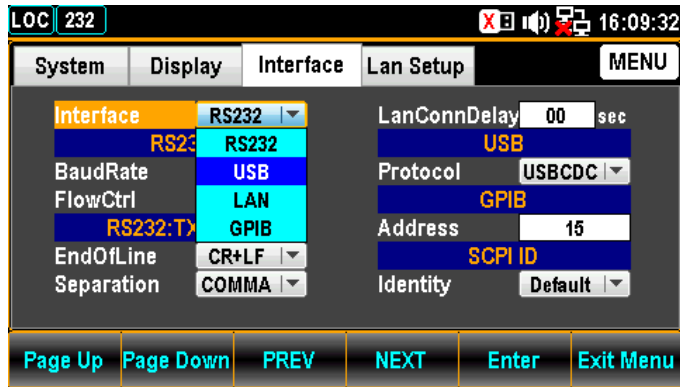 LOC 232 X 16:09:32
System Display Interface Lan Setup MENU
Interface RS232 LanConnDelay 00 sec
RS23 RS232 USB
BaudRate USB Protocol USBCDC
FlowCtrl LAN GPIB
RS232:TX GPIB Address 15
EndOfLine CR+LF SCPI ID
Separation COMMA Identity Default
Page Up Page Down PREV NEXT Enter Exit Menu